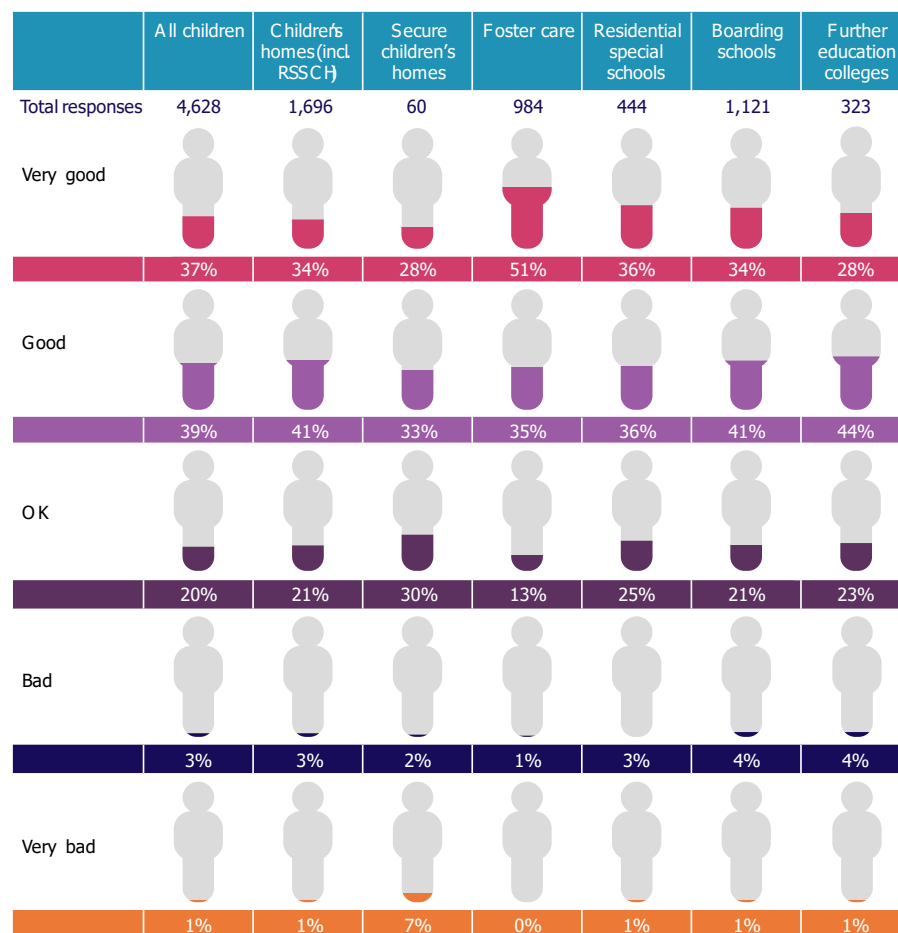 All children Children's homes (incl. RSSCH) Secure children's homes Foster care Residential special schools Boarding schools Further education colleges
Total responses 4,628 1,696 60 984 444 1,121 323
Very good
37% 34% 28% 51% 36% 34% 28%
Good
39% 41% 33% 35% 36% 41% 44%
OK
20% 21% 30% 13% 25% 21% 23%
Bad
3% 3% 2% 1% 3% 4% 4%
Very bad
1% 1% 7% 0% 1% 1% 1%